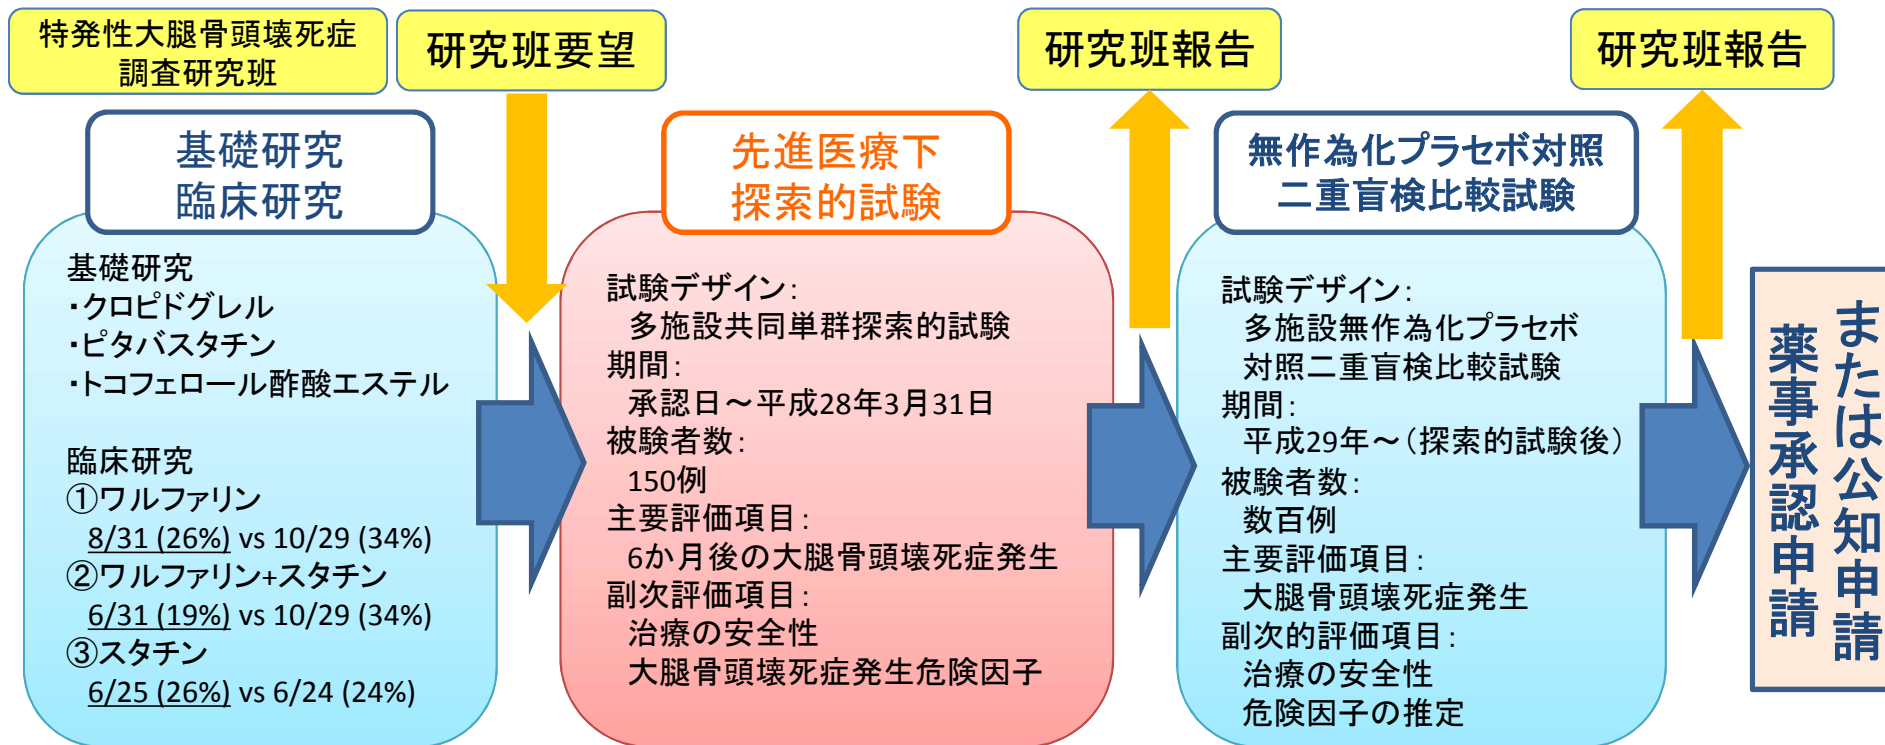 特発性大腿骨頭壊死症
調査研究班
研究班要望
研究班報告
研究班報告
基礎研究
臨床研究
基礎研究
・クロピドグレル
・ピタバスタチン
・トコフェロール酢酸エステル
臨床研究
①ワルファリン
8/31 (26%) vs 10/29 (34%)
②ワルファリン+スタチン
6/31 (19%) vs 10/29 (34%)
③スタチン
6/25 (26%) vs 6/24 (24%)
先進医療下
探索的試験
試験デザイン：
多施設共同単群探索的試験
期間：
承認日～平成28年3月31日
被験者数：
150例
主要評価項目：
6か月後の大腿骨頭壊死症発生
副次評価項目：
治療の安全性
大腿骨頭壊死症発生危険因子
無作為化プラセボ対照
二重盲検比較試験
試験デザイン：
多施設無作為化プラセボ
対照二重盲検比較試験
期間：
平成29年～（探索的試験後）
被験者数：
数百例
主要評価項目：
大腿骨頭壊死症発生
副次的評価項目：
治療の安全性
危険因子の推定
または公知申請
薬事承認申請